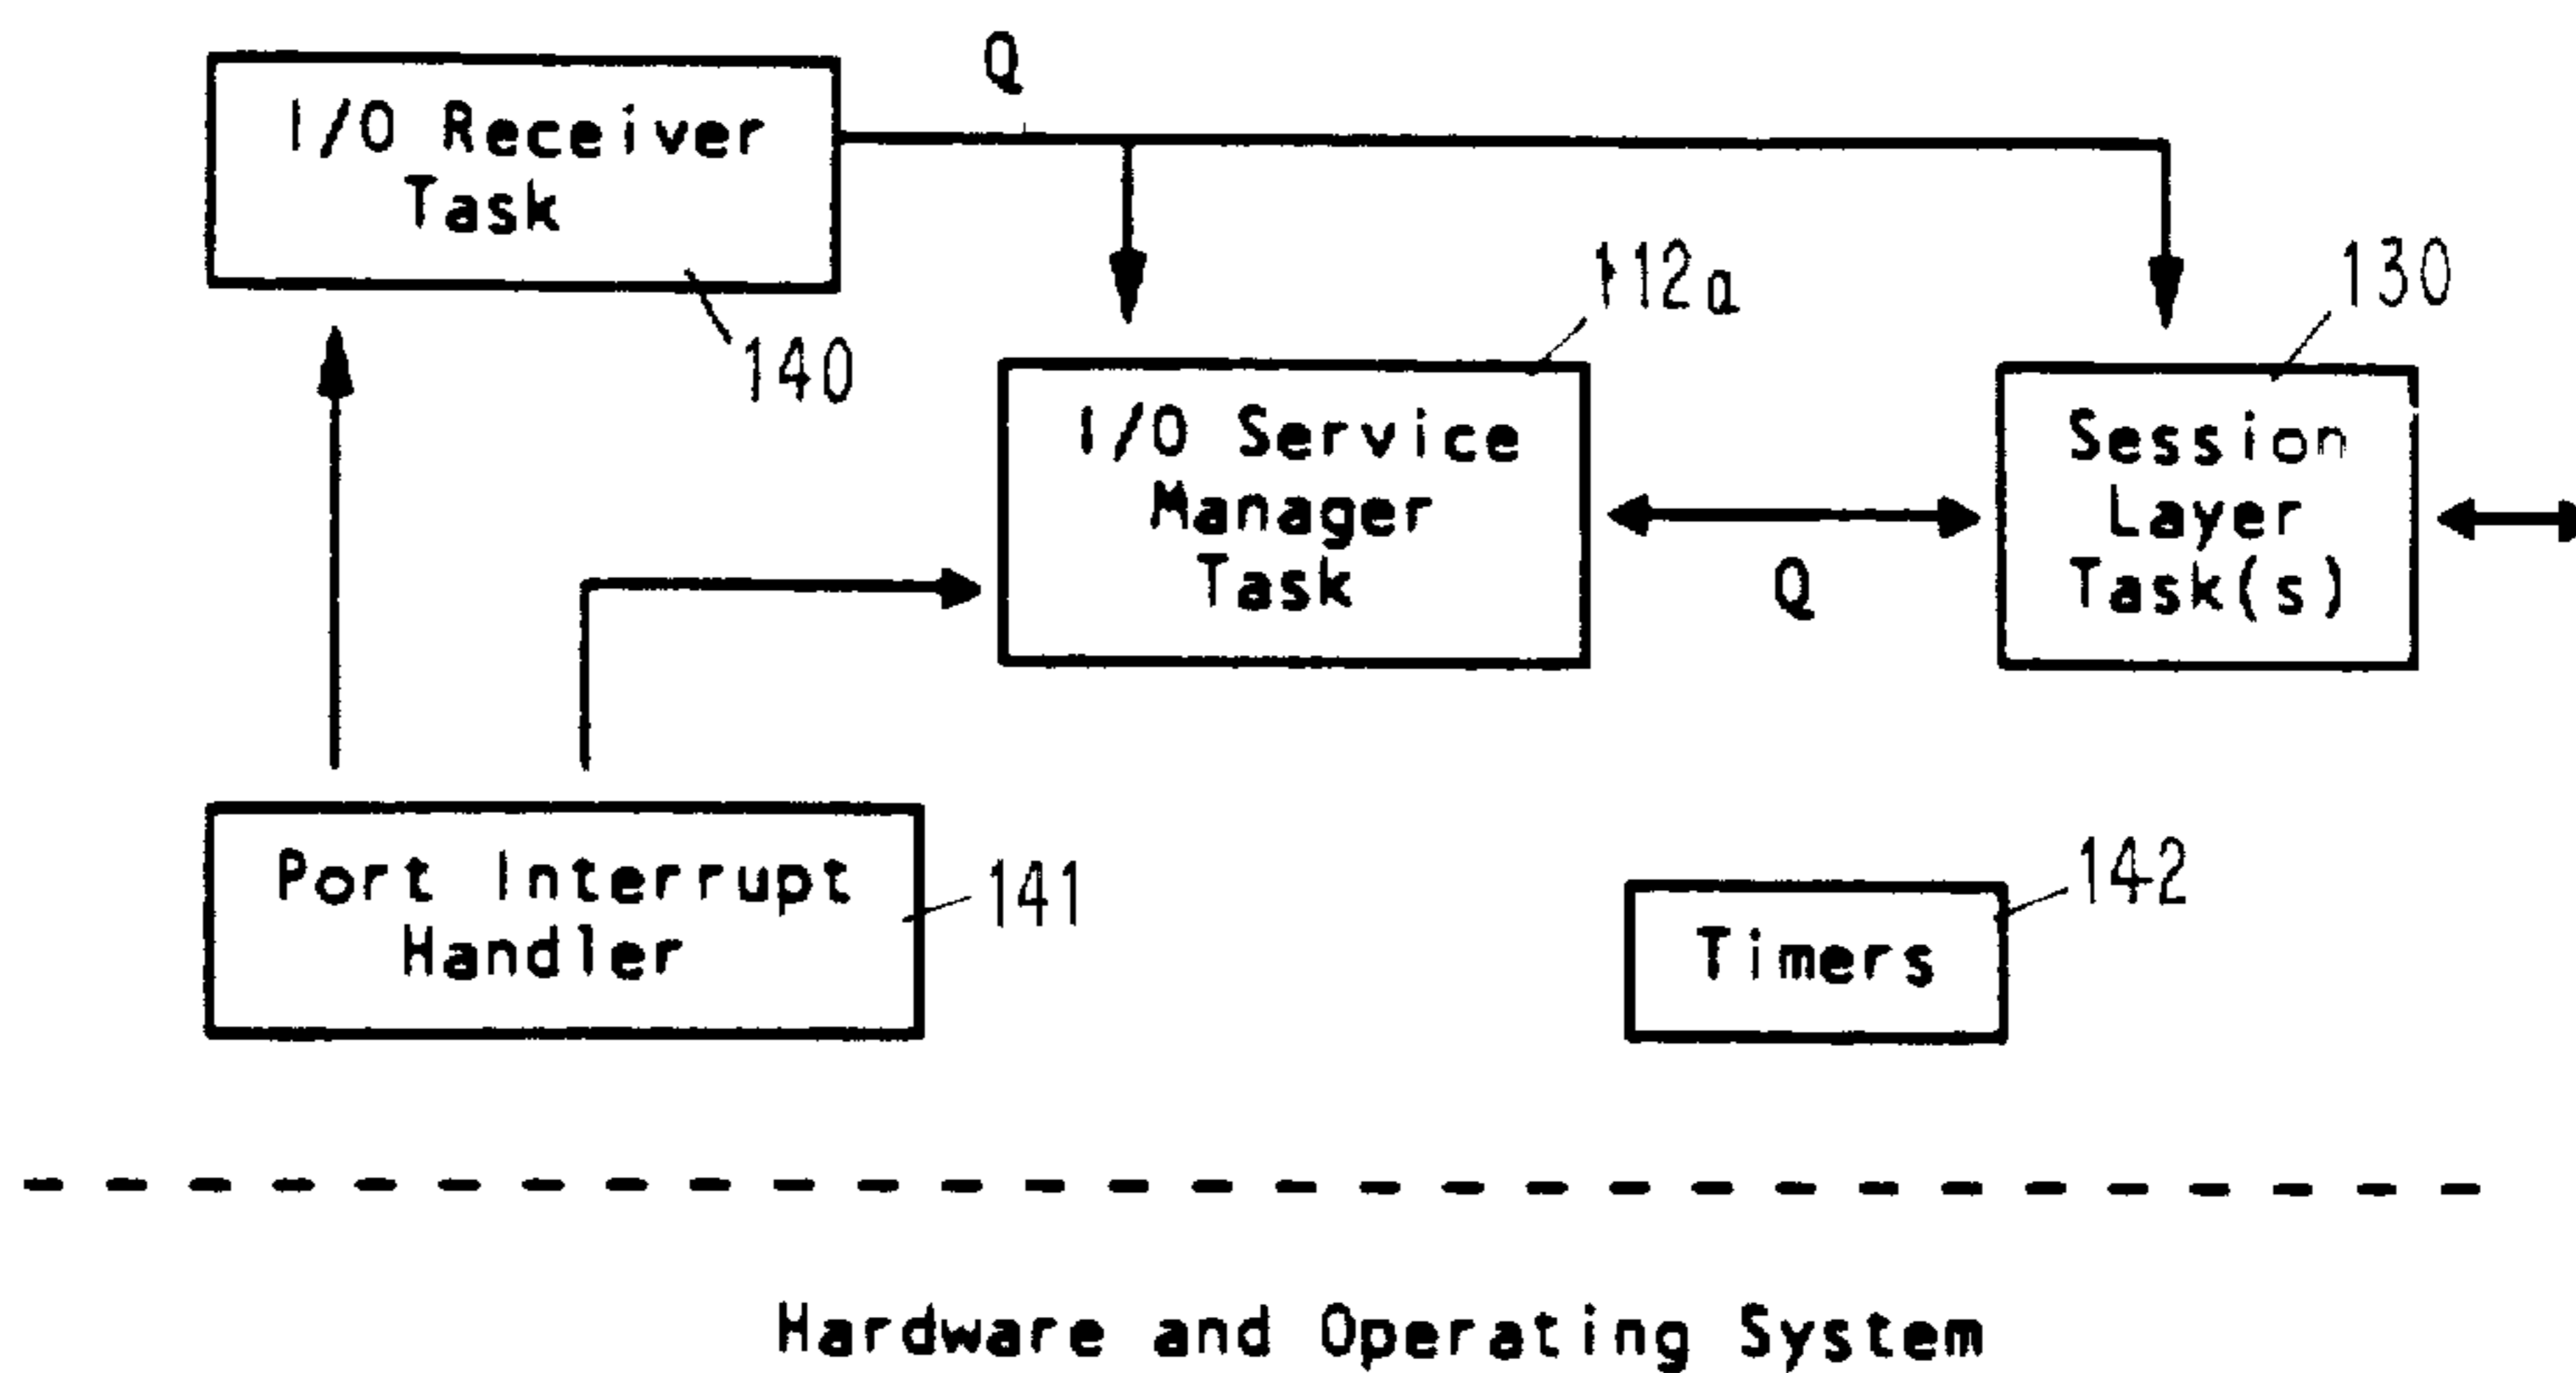 Q
I/O Receiver
Task
140
112a
130
I/O Service
Manager
Task
Session
Layer
Task(s)
Q
Port Interrupt
Handler
141
Timers
142
Hardware and Operating System